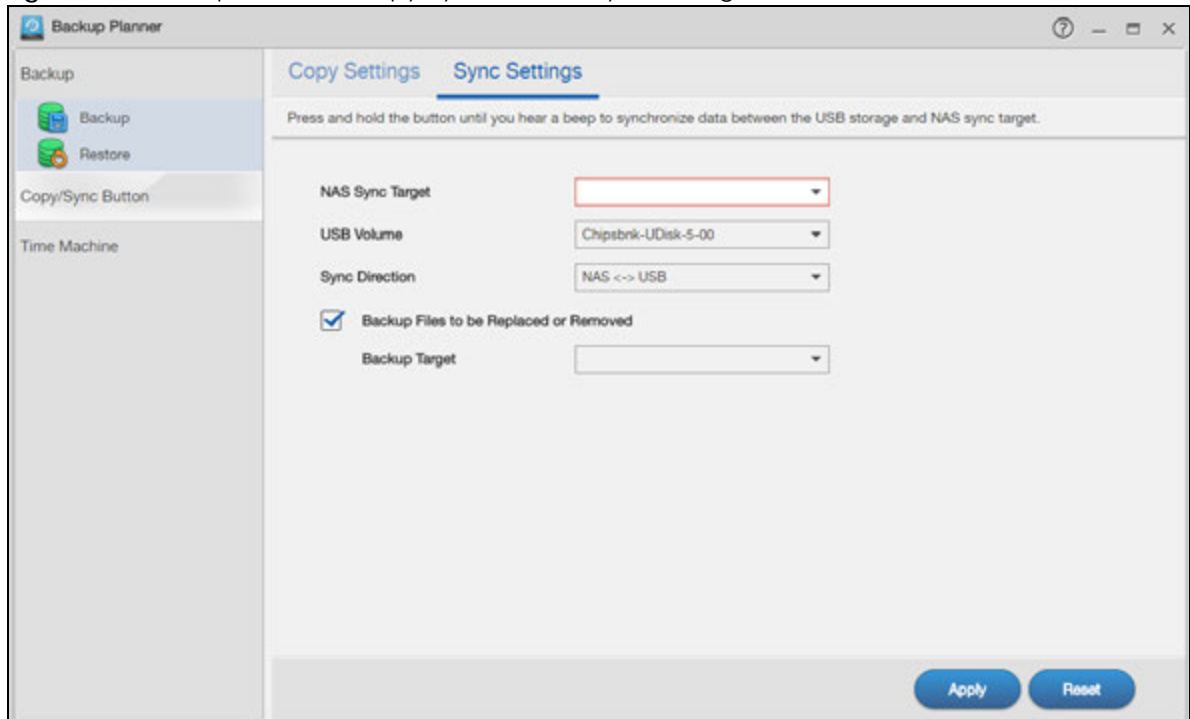 Backup Planner
Backup
Backup
Restore
Copy/Sync Button
Time Machine
Copy Settings Sync Settings
Press and hold the button until you hear a beep to synchronize data between the USB storage and NAS sync target.
NAS Sync Target
USB Volume Chipsbnk-UDisk-5-00
Sync Direction NAS <-> USB
Backup Files to be Replaced or Removed
Backup Target
Apply Reset